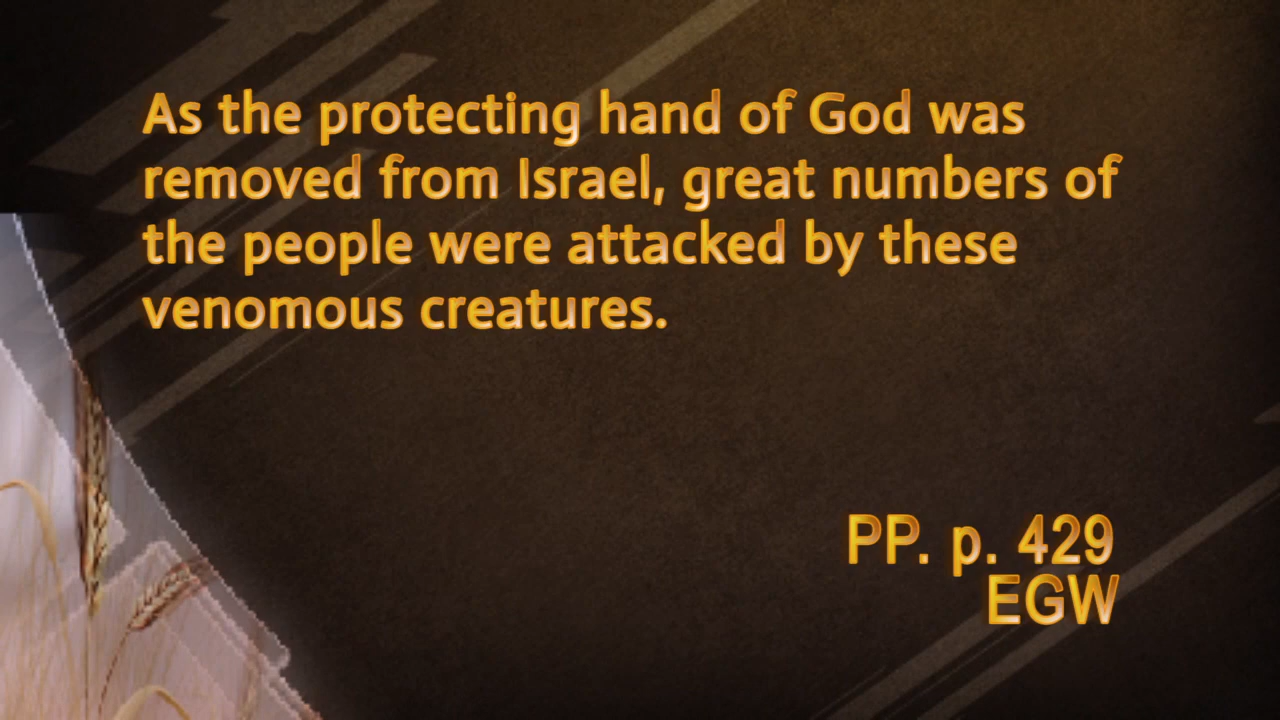 As the protecting hand of God was
removed from Israel, great numbers of
the people were attacked by these
venomous creatures.
PP. p. 429
EGW